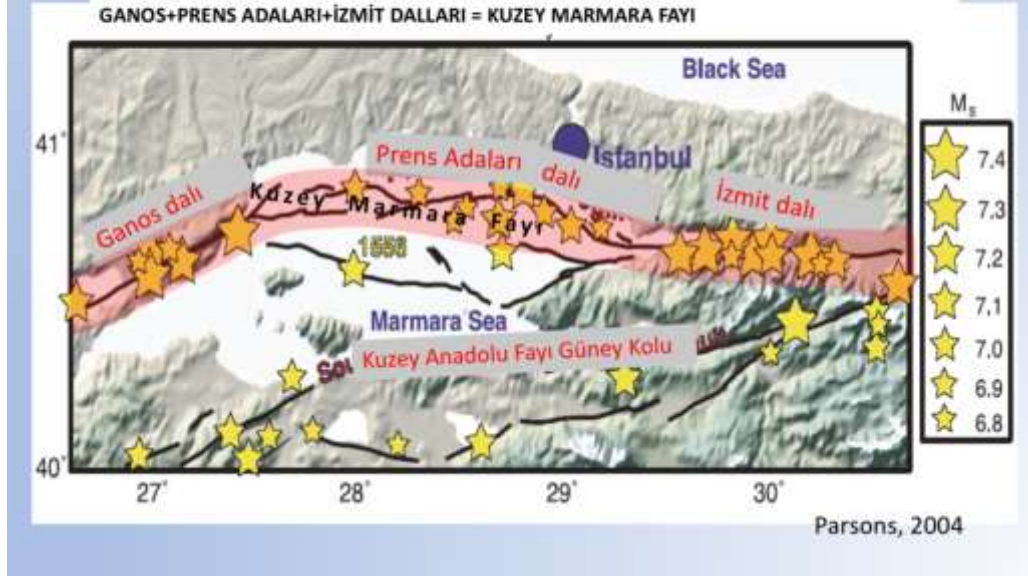 GANOS+PRENS ADALARI+İZMİT DALLARI = KUZEY MARMARA FAYI
Black Sea
Ms
41°
Prens Adaları dalı
Istanbul
7.4
Ganos dalı
İzmit dalı
Kuzey Marmara Fayı
7.3
1556
7.2
Marmara Sea
7.1
Kuzey Anadolu Fayı Güney Kolu
7.0
6.9
6.8
40°
27°
28°
29°
30°
Parsons, 2004